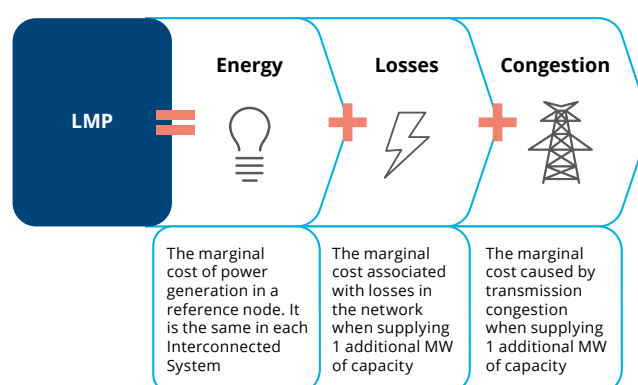 LMP
=
Energy
+
Losses
+
Congestion
The marginal
cost of power
generation in a
reference node. It
is the same in each
Interconnected
System
The marginal
cost associated
with losses in
the network
when supplying
1 additional MW
of capacity
The marginal
cost caused by
transmission
congestion
when supplying
1 additional MW
of capacity